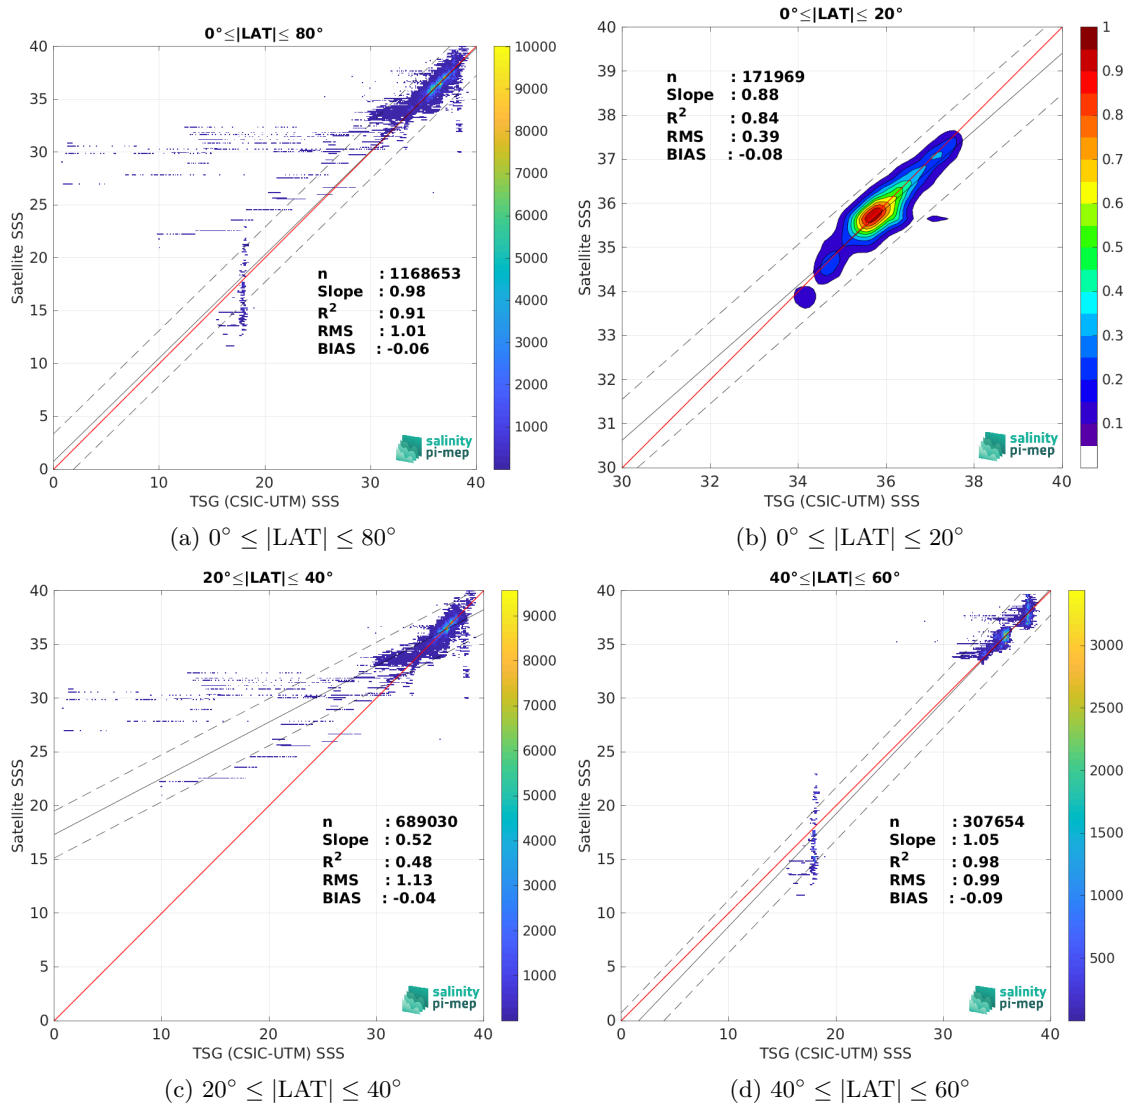 0°≤|LAT|≤ 80°
40
35
30
25
20
15
10
5
0
Satellite SSS
n : 1168653
Slope : 0.98
R² : 0.91
RMS : 1.01
BIAS : -0.06
salinity
pi-mep
0 10 20 30 40
TSG (CSIC-UTM) SSS
10000
9000
8000
7000
6000
5000
4000
3000
2000
1000
(a) 0° ≤ |LAT| ≤ 80°
0°≤|LAT|≤ 20°
40
39
38
37
36
35
34
33
32
31
30
Satellite SSS
n : 171969
Slope : 0.88
R² : 0.84
RMS : 0.39
BIAS : -0.08
salinity
pi-mep
30 32 34 36 38 40
TSG (CSIC-UTM) SSS
1
0.9
0.8
0.7
0.6
0.5
0.4
0.3
0.2
0.1
(b) 0° ≤ |LAT| ≤ 20°
20°≤|LAT|≤ 40°
40
35
30
25
20
15
10
5
0
Satellite SSS
n : 689030
Slope : 0.52
R² : 0.48
RMS : 1.13
BIAS : -0.04
salinity
pi-mep
0 10 20 30 40
TSG (CSIC-UTM) SSS
9000
8000
7000
6000
5000
4000
3000
2000
1000
(c) 20° ≤ |LAT| ≤ 40°
40°≤|LAT|≤ 60°
40
35
30
25
20
15
10
5
0
Satellite SSS
n : 307654
Slope : 1.05
R² : 0.98
RMS : 0.99
BIAS : -0.09
salinity
pi-mep
0 10 20 30 40
TSG (CSIC-UTM) SSS
3000
2500
2000
1500
1000
500
(d) 40° ≤ |LAT| ≤ 60°